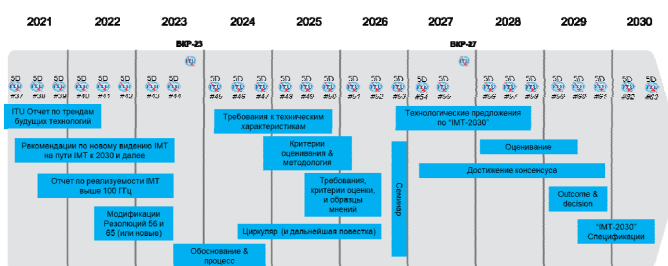 2021 2022 2023 2024 2025 2026 2027 2028 2029 2030
ВКР-23 ВКР-27
5D 5D 5D 5D 5D 5D 5D 5D 5D 5D 5D 5D 5D 5D 5D 5D 5D 5D 5D 5D 5D 5D 5D 5D
#37 #38 #39 #40 #41 #42 #43 #44 #45 #46 #47 #48 #49 #50 #51 #52 #53 #54 #55 #56 #57 #58 #59 #60 #61 #62 #63
ITU Отчет по трендам
будущих технологий
Рекомендации по новому видению IMT
на пути IMT к 2030 и далее
Отчет по реализуемости IMT
выше 100 ГГц
Модификации
Резолюций 56 и
65 (или новые)
Обоснование &
процесс
Требования к техническим
характеристикам
Критерии
оценивания &
методология
Требования,
критерии оценки,
и образцы
мнений
Циркуляр (и дальнейшая повестка)
Семинар
Технологические предложения
по "IMT-2030"
Оценивание
Достижение консенсуса
Outcome &
decision
"IMT-2030"
Спецификации